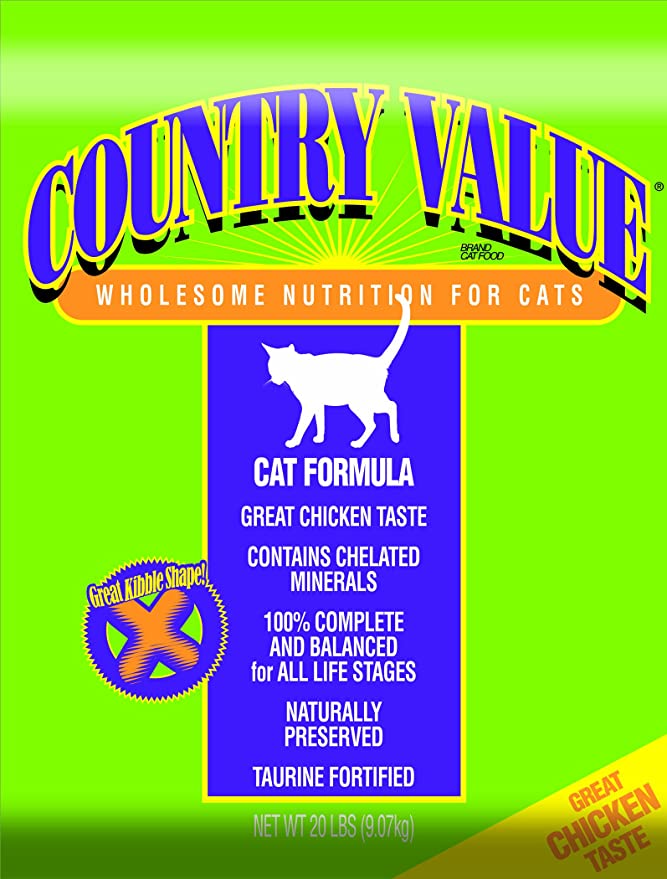 COUNTRY VALUE®
BRAND
CAT FOOD
WHOLESOME NUTRITION FOR CATS
CAT FORMULA
GREAT CHICKEN TASTE
CONTAINS CHELATED
MINERALS
Great Kibble Shape!
100% COMPLETE
AND BALANCED
for ALL LIFE STAGES
NATURALLY
PRESERVED
TAURINE FORTIFIED
NET WT 20 LBS (9.07kg)
GREAT
CHICKEN
TASTE